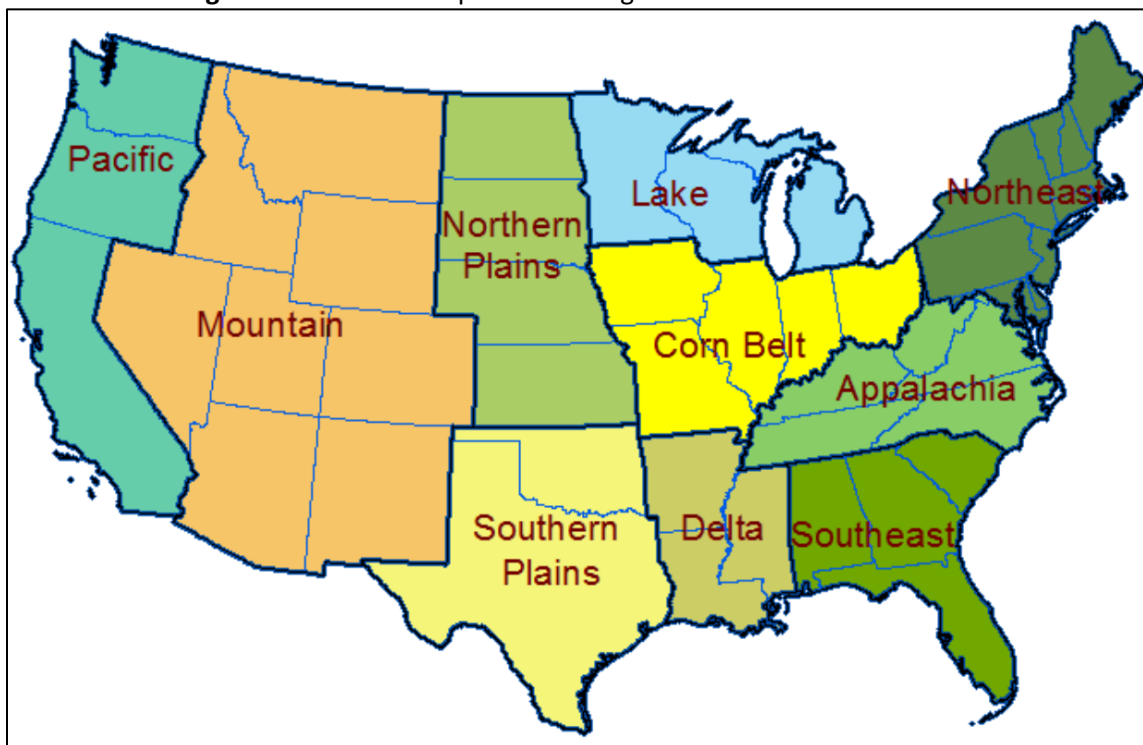 Pacific
Lake
Northeast
Northern
Plains
Mountain
Corn Belt
Appalachia
Southern
Plains
Delta
Southeast